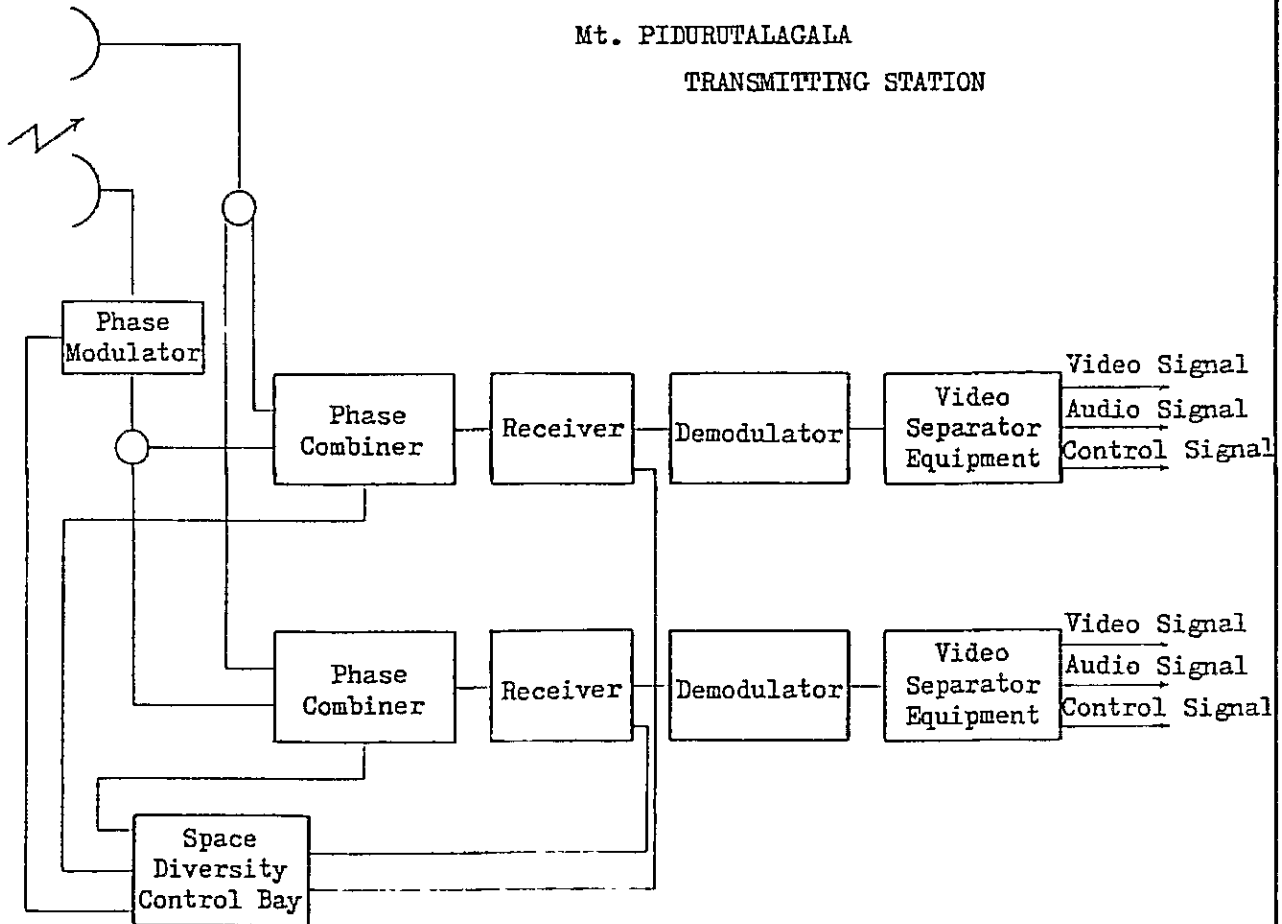 Mt. PIDURUTALAGALA
TRANSMITTING STATION
Phase
Modulator
Phase
Combiner
Receiver
Demodulator
Video
Separator
Equipment
Video Signal
Audio Signal
Control Signal
Phase
Combiner
Receiver
Demodulator
Video
Separator
Equipment
Video Signal
Audio Signal
Control Signal
Space
Diversity
Control Bay